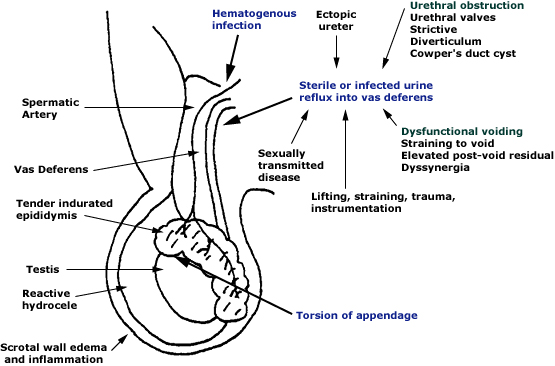 Hematogenous
infection
Ectopic
ureter
Urethral obstruction
Urethral valves
Strictive
Diverticulum
Cowper's duct cyst
Sterile or infected urine
reflux into vas deferens
Spermatic
Artery
Vas Deferens
Sexually
transmitted
disease
Dysfunctional voiding
Straining to void
Elevated post-void residual
Dyssynergia
Lifting, straining, trauma,
instrumentation
Tender indurated
epididymis
Testis
Reactive
hydrocele
Torsion of appendage
Scrotal wall edema
and inflammation